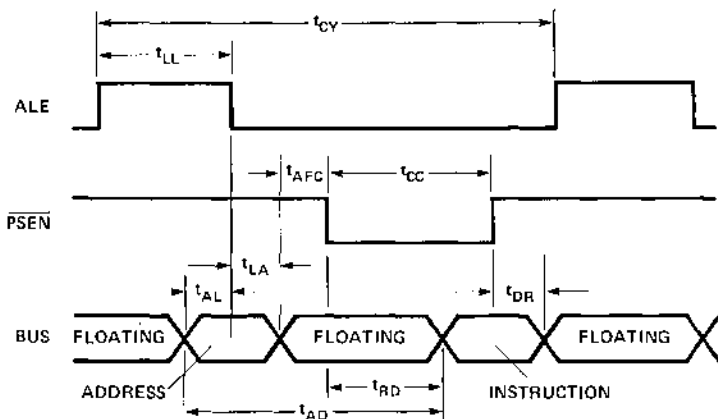 tCY
tLL
ALE
tAFC
tCC
PSEN
tLA
tAL
tDR
BUS
FLOATING
FLOATING
FLOATING
ADDRESS
tRD
INSTRUCTION
tAD